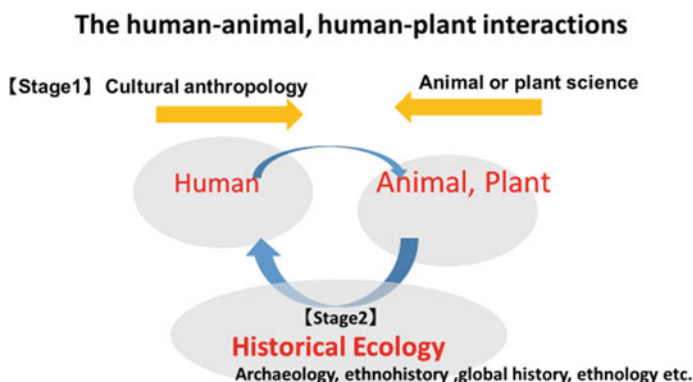 The human-animal, human-plant interactions
【Stage1】 Cultural anthropology
Animal or plant science
Human
Animal, Plant
【Stage2】
Historical Ecology
Archaeology, ethnohistory ,global history, ethnology etc.